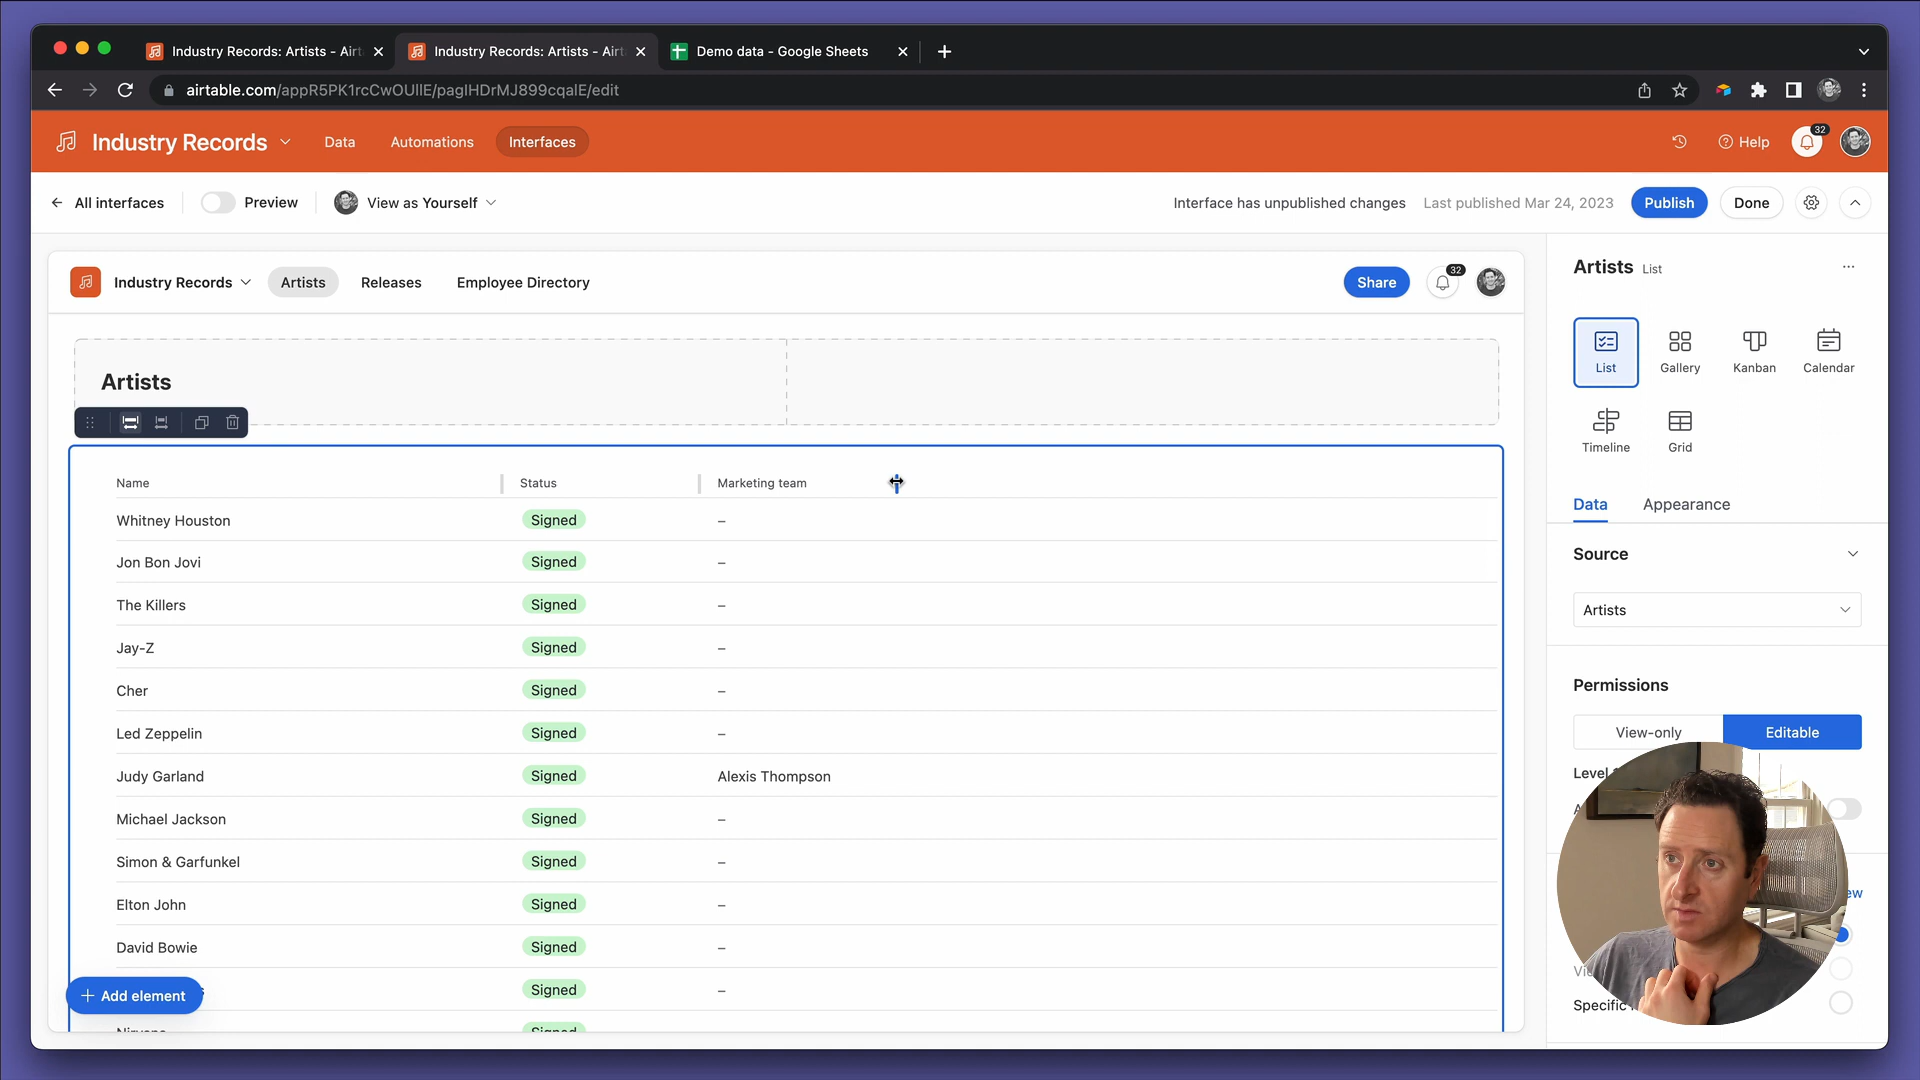 Industry Records: Artists - Airt
Industry Records: Artists - Airt
Demo data - Google Sheets
airtable.com/appR5PK1rcCwOUIIE/pagIHDrMJ899cqaIE/edit
Industry Records
Data
Automations
Interfaces
Help
32
All interfaces
Preview
View as Yourself
Interface has unpublished changes
Last published Mar 24, 2023
Publish
Done
Industry Records
Artists
Releases
Employee Directory
Share
32
Artists
Name
Status
Marketing team
Whitney Houston
Signed
–
Jon Bon Jovi
Signed
–
The Killers
Signed
–
Jay-Z
Signed
–
Cher
Signed
–
Led Zeppelin
Signed
–
Judy Garland
Signed
Alexis Thompson
Michael Jackson
Signed
–
Simon & Garfunkel
Signed
–
Elton John
Signed
–
David Bowie
Signed
–
Signed
–
Add element
Nirvana
Signed
Artists List
List
Gallery
Kanban
Calendar
Timeline
Grid
Data
Appearance
Source
Artists
Permissions
View-only
Editable
Level
Specific